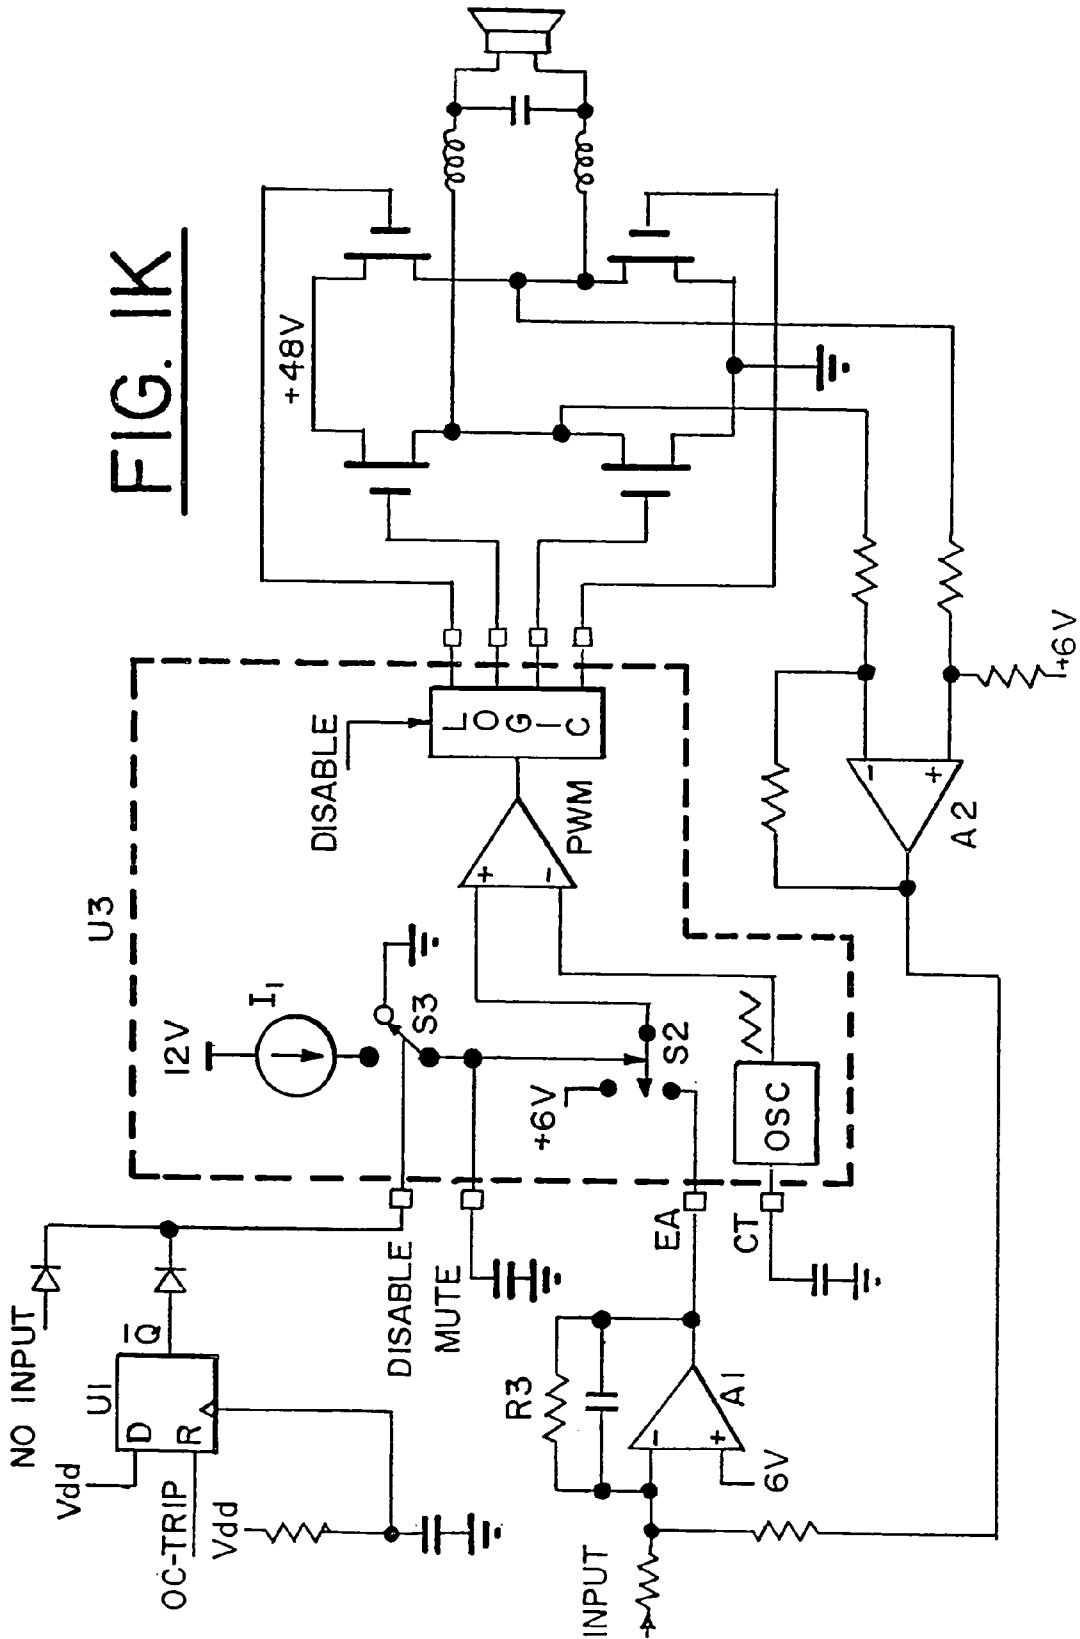 FIG. 1K
NO INPUT
Vdd
U1
D
Q̅
R
OC-TRIP
Vdd
U3
12V
I1
DISABLE
+48V
DISABLE
S3
MUTE
L
O
G
I
C
+6V
S2
+
−
PWM
EA
OSC
CT
R3
INPUT
−
+
A1
6V
−
+
A2
+6V